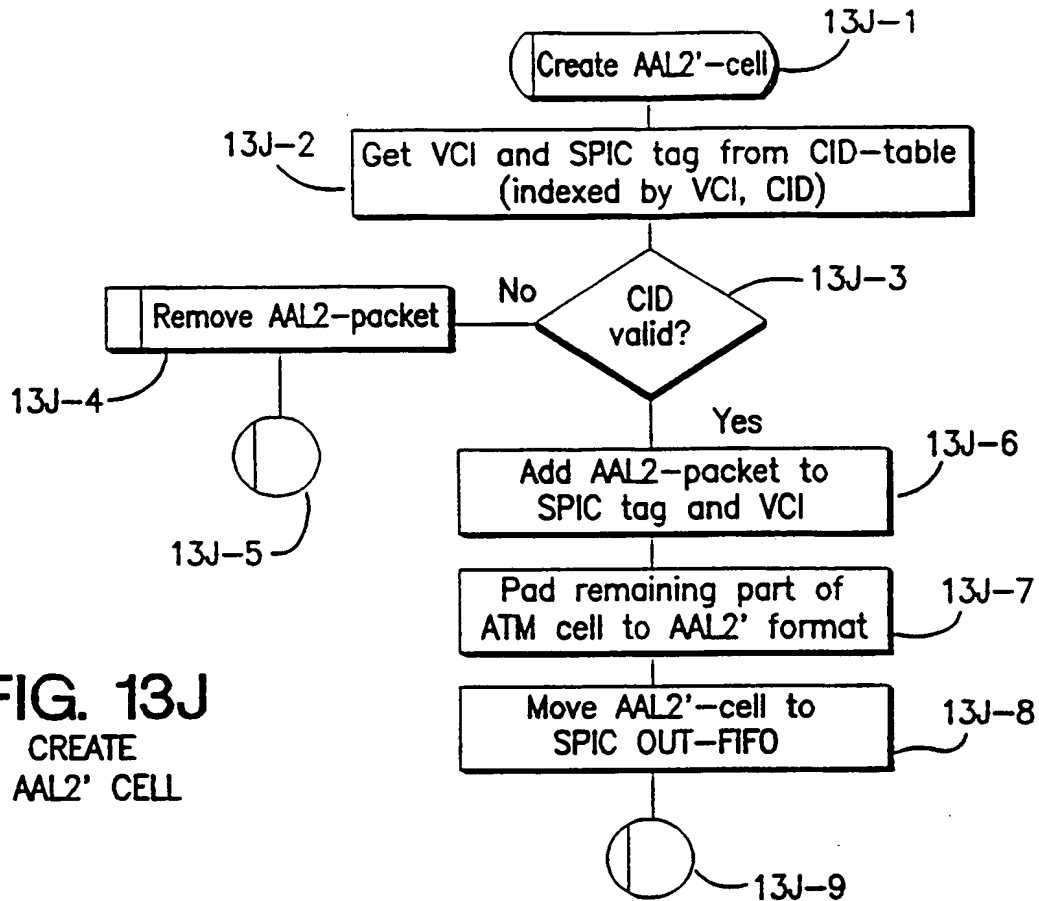 13J-1
Create AAL2'-cell
13J-2
Get VCI and SPIC tag from CID-table
(indexed by VCI, CID)
13J-3
No
CID
valid?
Remove AAL2-packet
13J-4
Yes
13J-6
Add AAL2-packet to
SPIC tag and VCI
13J-5
Pad remaining part of
ATM cell to AAL2' format
13J-7
FIG. 13J
CREATE
AAL2' CELL
Move AAL2'-cell to
SPIC OUT-FIFO
13J-8
13J-9